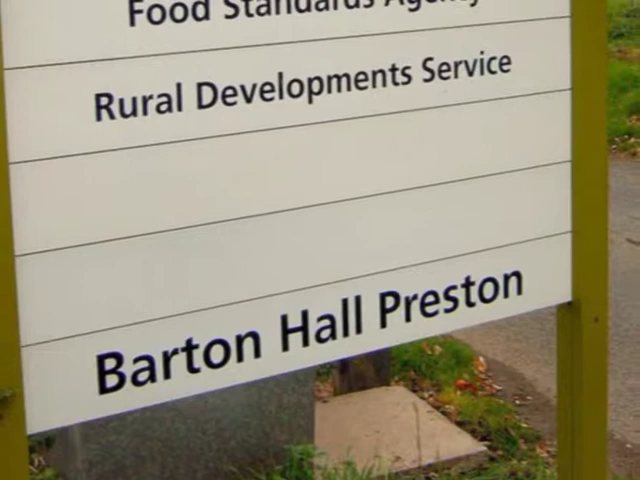 Food Standards Agency
Rural Developments Service
Barton Hall Preston